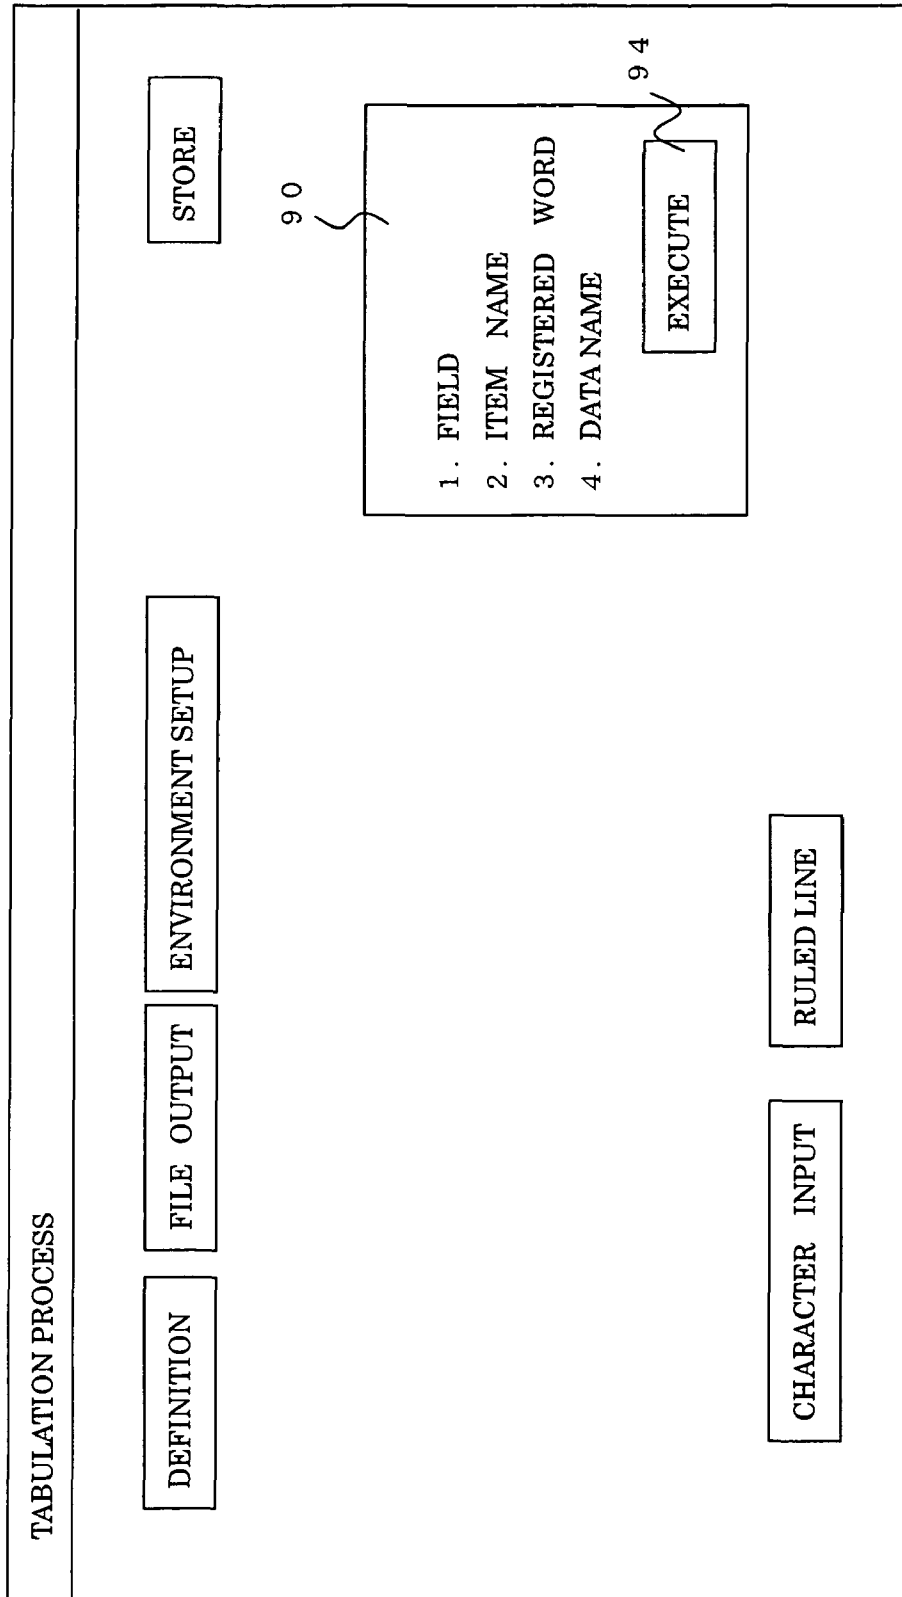 TABULATION PROCESS
DEFINITION
FILE OUTPUT
ENVIRONMENT SETUP
STORE
90
1. FIELD
2. ITEM NAME
3. REGISTERED WORD
4. DATA NAME
EXECUTE
94
CHARACTER INPUT
RULED LINE